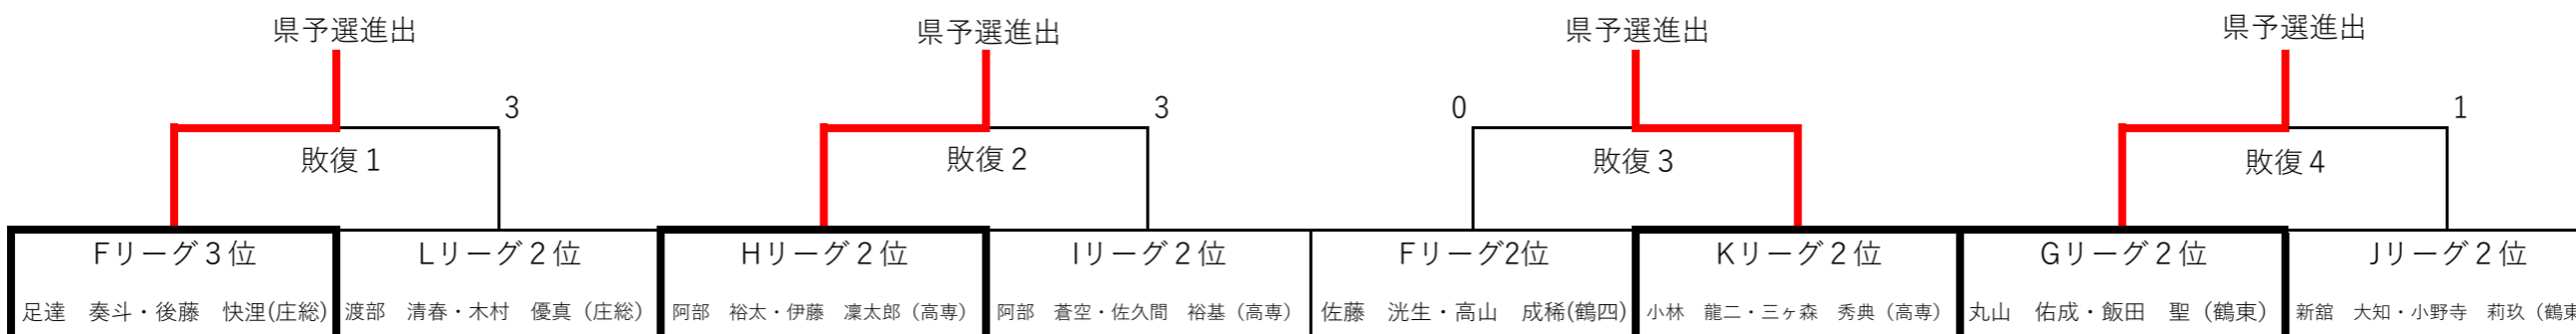 県予選進出 県予選進出 県予選進出 県予選進出
3 3 0 1
敗復1 敗復2 敗復3 敗復4
Fリーグ3位 Lリーグ2位 Hリーグ2位 Iリーグ2位 Fリーグ2位 Kリーグ2位 Gリーグ2位 Jリーグ2位
足達 奏斗・後藤 快浬(庄総) 渡部 清春・木村 優真（庄総） 阿部 裕太・伊藤 凜太郎（高専） 阿部 蒼空・佐久間 裕基（高専） 佐藤 洸生・高山 成稀(鶴四) 小林 龍二・三ヶ森 秀典（高専） 丸山 佑成・飯田 聖（鶴東） 新舘 大知・小野寺 莉玖（鶴東